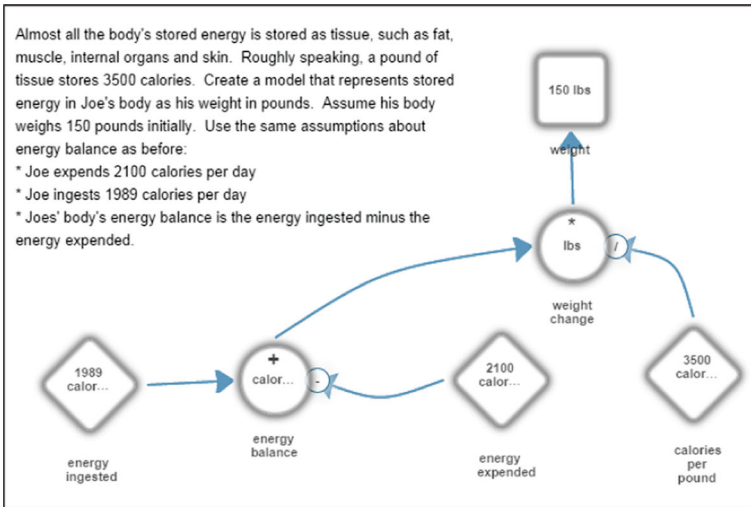 Almost all the body's stored energy is stored as tissue, such as fat,
muscle, internal organs and skin.  Roughly speaking, a pound of
tissue stores 3500 calories.  Create a model that represents stored
energy in Joe's body as his weight in pounds.  Assume his body
weighs 150 pounds initially.  Use the same assumptions about
energy balance as before:
* Joe expends 2100 calories per day
* Joe ingests 1989 calories per day
* Joes' body's energy balance is the energy ingested minus the
energy expended.
150 lbs
weight
*
lbs
/
weight
change
1989
calor...
energy
ingested
+
calor...
-
energy
balance
2100
calor...
energy
expended
3500
calor...
calories
per
pound